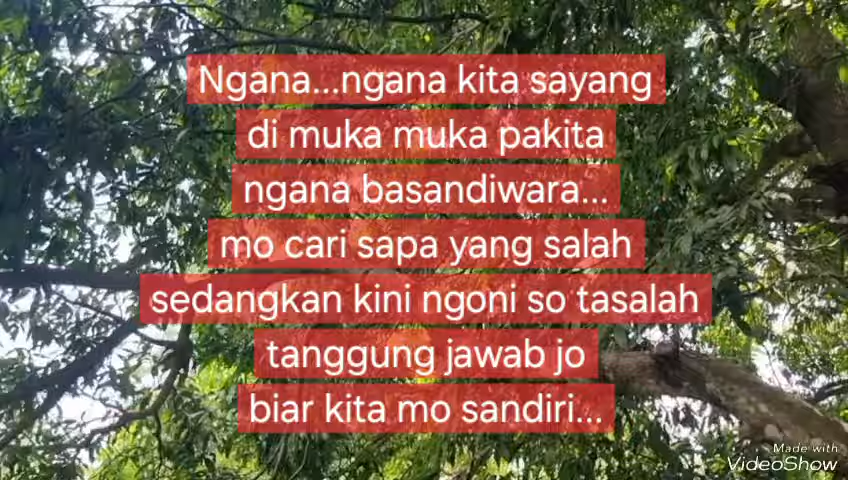 Ngana...ngana kita sayang
di muka muka pakita
ngana basandiwara...
mo cari sapa yang salah
sedangkan kini ngoni so tasalah
tanggung jawab jo
biar kita mo sandiri...
Made with
VideoShow